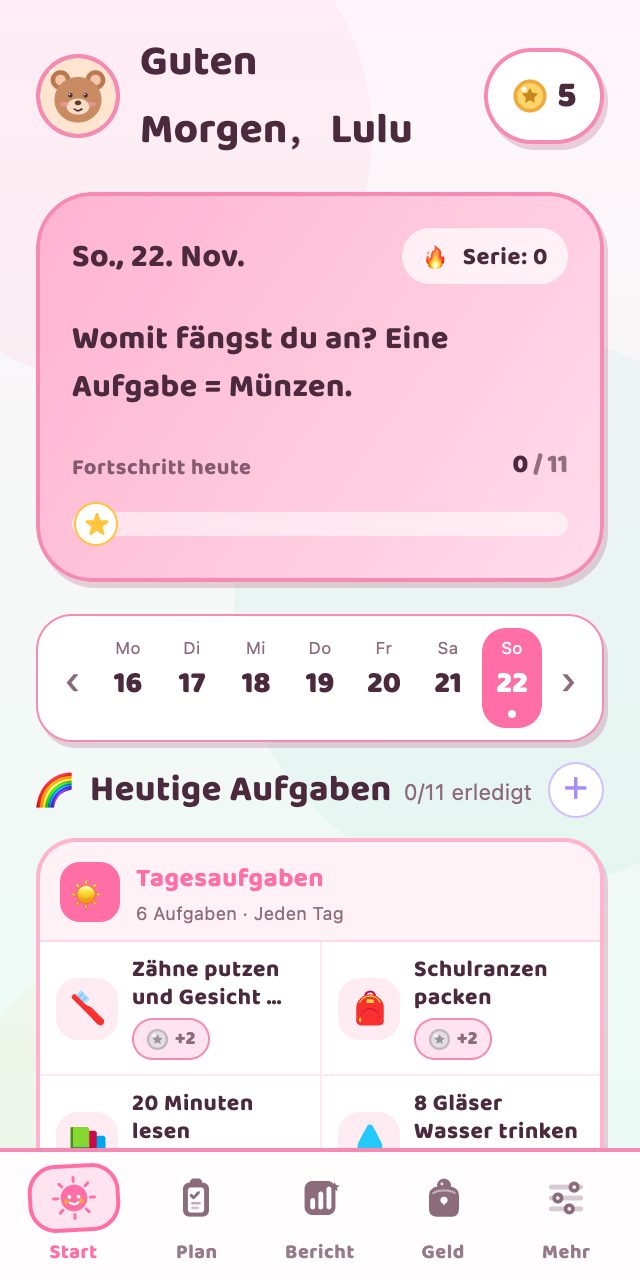 Guten
Morgen, Lulu
5
So., 22. Nov.
Serie: 0
Womit fängst du an? Eine
Aufgabe = Münzen.
Fortschritt heute
0 / 11
Mo Di Mi Do Fr Sa So
‹ 16 17 18 19 20 21 22 ›
Heutige Aufgaben 0/11 erledigt +
Tagesaufgaben
6 Aufgaben · Jeden Tag
Zähne putzen
und Gesicht ...
+2
Schulranzen
packen
+2
20 Minuten
lesen
8 Gläser
Wasser trinken
Start Plan Bericht Geld Mehr